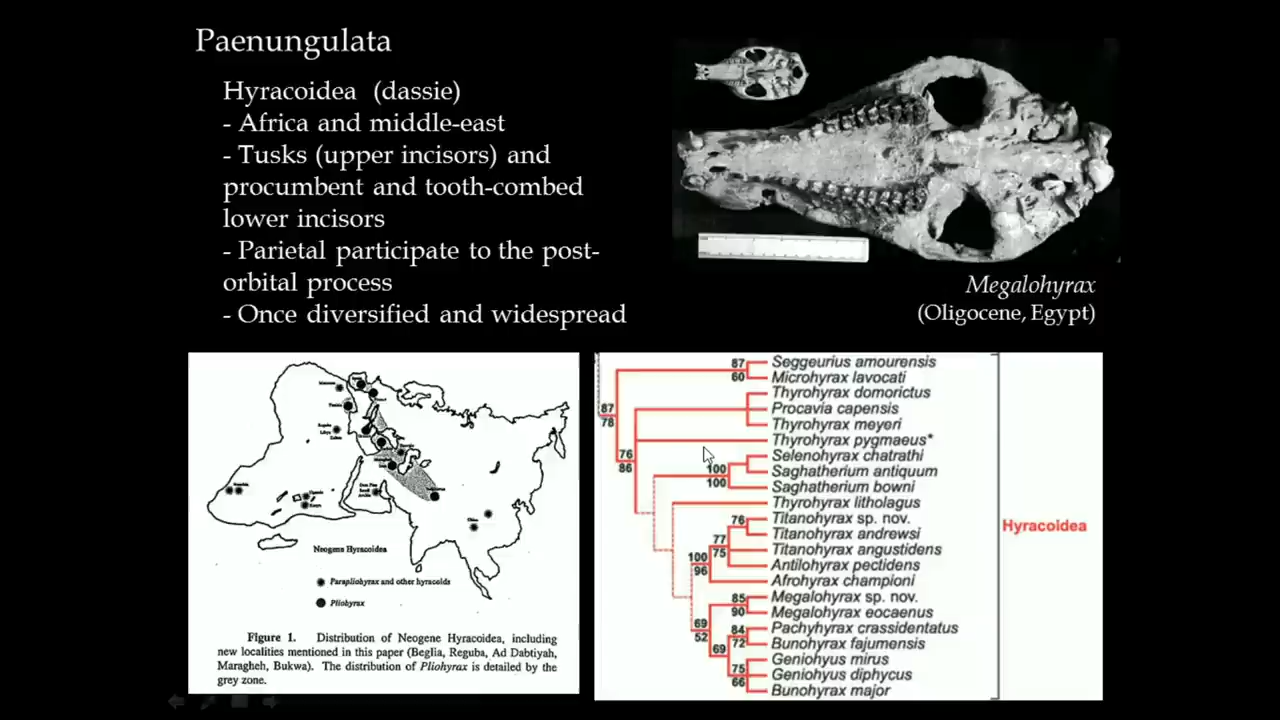 Paenungulata
Hyracoidea (dassie)
- Africa and middle-east
- Tusks (upper incisors) and
procumbent and tooth-combed
lower incisors
- Parietal participate to the post-
orbital process
- Once diversified and widespread
Megalohyrax
(Oligocene, Egypt)
Neogene Hyracoidea
Parapliohyrax and other hyracoids
Pliohyrax
Figure 1. Distribution of Neogene Hyracoidea, including
new localities mentioned in this paper (Beglia, Reguba, Ad Dabtiyah,
Maragheh, Bukwa). The distribution of Pliohyrax is detailed by the
grey zone.
87
60
87
78
76
86
100
100
76
77
75
100
96
85
90
69
52
84
72
69
75
66
Seggeurius amourensis
Microhyrax lavocati
Thyrohyrax domorictus
Procavia capensis
Thyrohyrax meyeri
Thyrohyrax pygmaeus*
Selenohyrax chatrathi
Saghatherium antiquum
Saghatherium bowni
Thyrohyrax litholagus
Titanohyrax sp. nov.
Titanohyrax andrewsi
Titanohyrax angustidens
Antilohyrax pectidens
Afrohyrax championi
Megalohyrax sp. nov.
Megalohyrax eocaenus
Pachyhyrax crassidentatus
Bunohyrax fajumensis
Geniohyus mirus
Geniohyus diphycus
Bunohyrax major
Hyracoidea